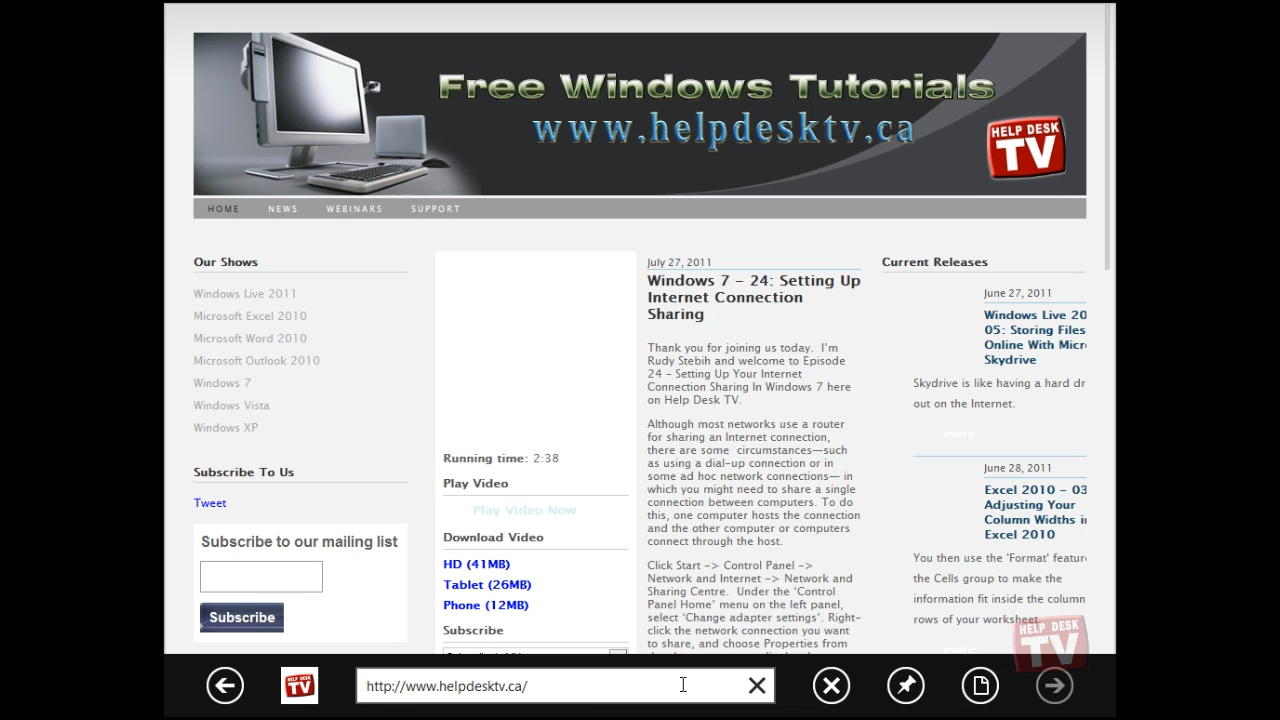 Free Windows Tutorials
www.helpdesktv.ca
HELP DESK
TV
HOME NEWS WEBINARS SUPPORT
Our Shows
Windows Live 2011
Microsoft Excel 2010
Microsoft Word 2010
Microsoft Outlook 2010
Windows 7
Windows Vista
Windows XP
Subscribe To Us
Tweet
Subscribe to our mailing list
Subscribe
Running time: 2:38
Play Video
Play Video Now
Download Video
HD (41MB)
Tablet (26MB)
Phone (12MB)
Subscribe
July 27, 2011
Windows 7 – 24: Setting Up
Internet Connection
Sharing
Thank you for joining us today. I'm
Rudy Stebih and welcome to Episode
24 – Setting Up Your Internet
Connection Sharing In Windows 7 here
on Help Desk TV.
Although most networks use a router
for sharing an Internet connection,
there are some circumstances—such
as using a dial-up connection or in
some ad hoc network connections— in
which you might need to share a single
connection between computers. To do
this, one computer hosts the connection
and the other computer or computers
connect through the host.
Click Start -> Control Panel ->
Network and Internet -> Network and
Sharing Centre. Under the 'Control
Panel Home' menu on the left panel,
select 'Change adapter settings'. Right-
click the network connection you want
to share, and choose Properties from
Current Releases
June 27, 2011
Windows Live 20
05: Storing Files
Online With Micr
Skydrive
Skydrive is like having a hard dr
out on the Internet.
more
June 28, 2011
Excel 2010 – 03
Adjusting Your
Column Widths i
Excel 2010
You then use the 'Format' featur
the Cells group to make the
information fit inside the column
rows of your worksheet.
more
HELP DESK
TV
HELP DESK
TV
http://www.helpdesktv.ca/